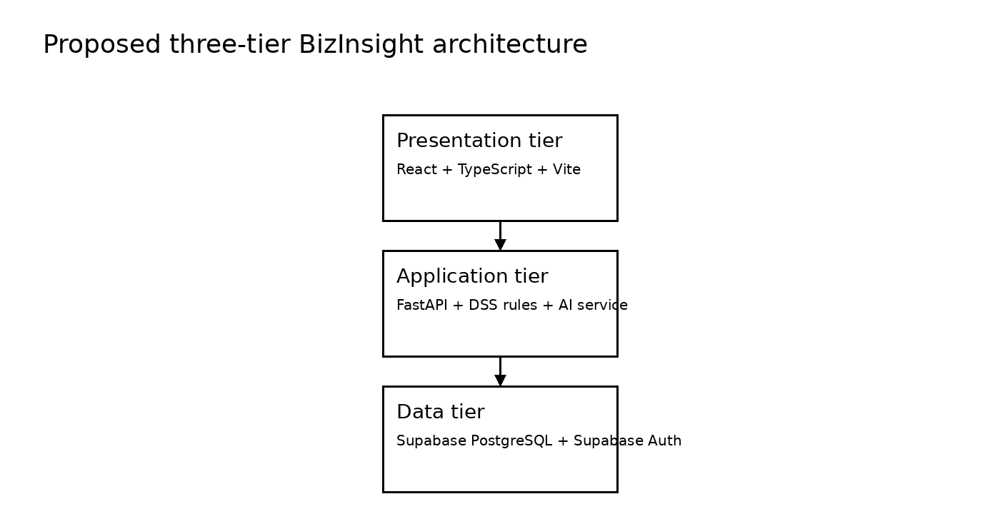 Proposed three-tier BizInsight architecture
Presentation tier
React + TypeScript + Vite
Application tier
FastAPI + DSS rules + AI service
Data tier
Supabase PostgreSQL + Supabase Auth